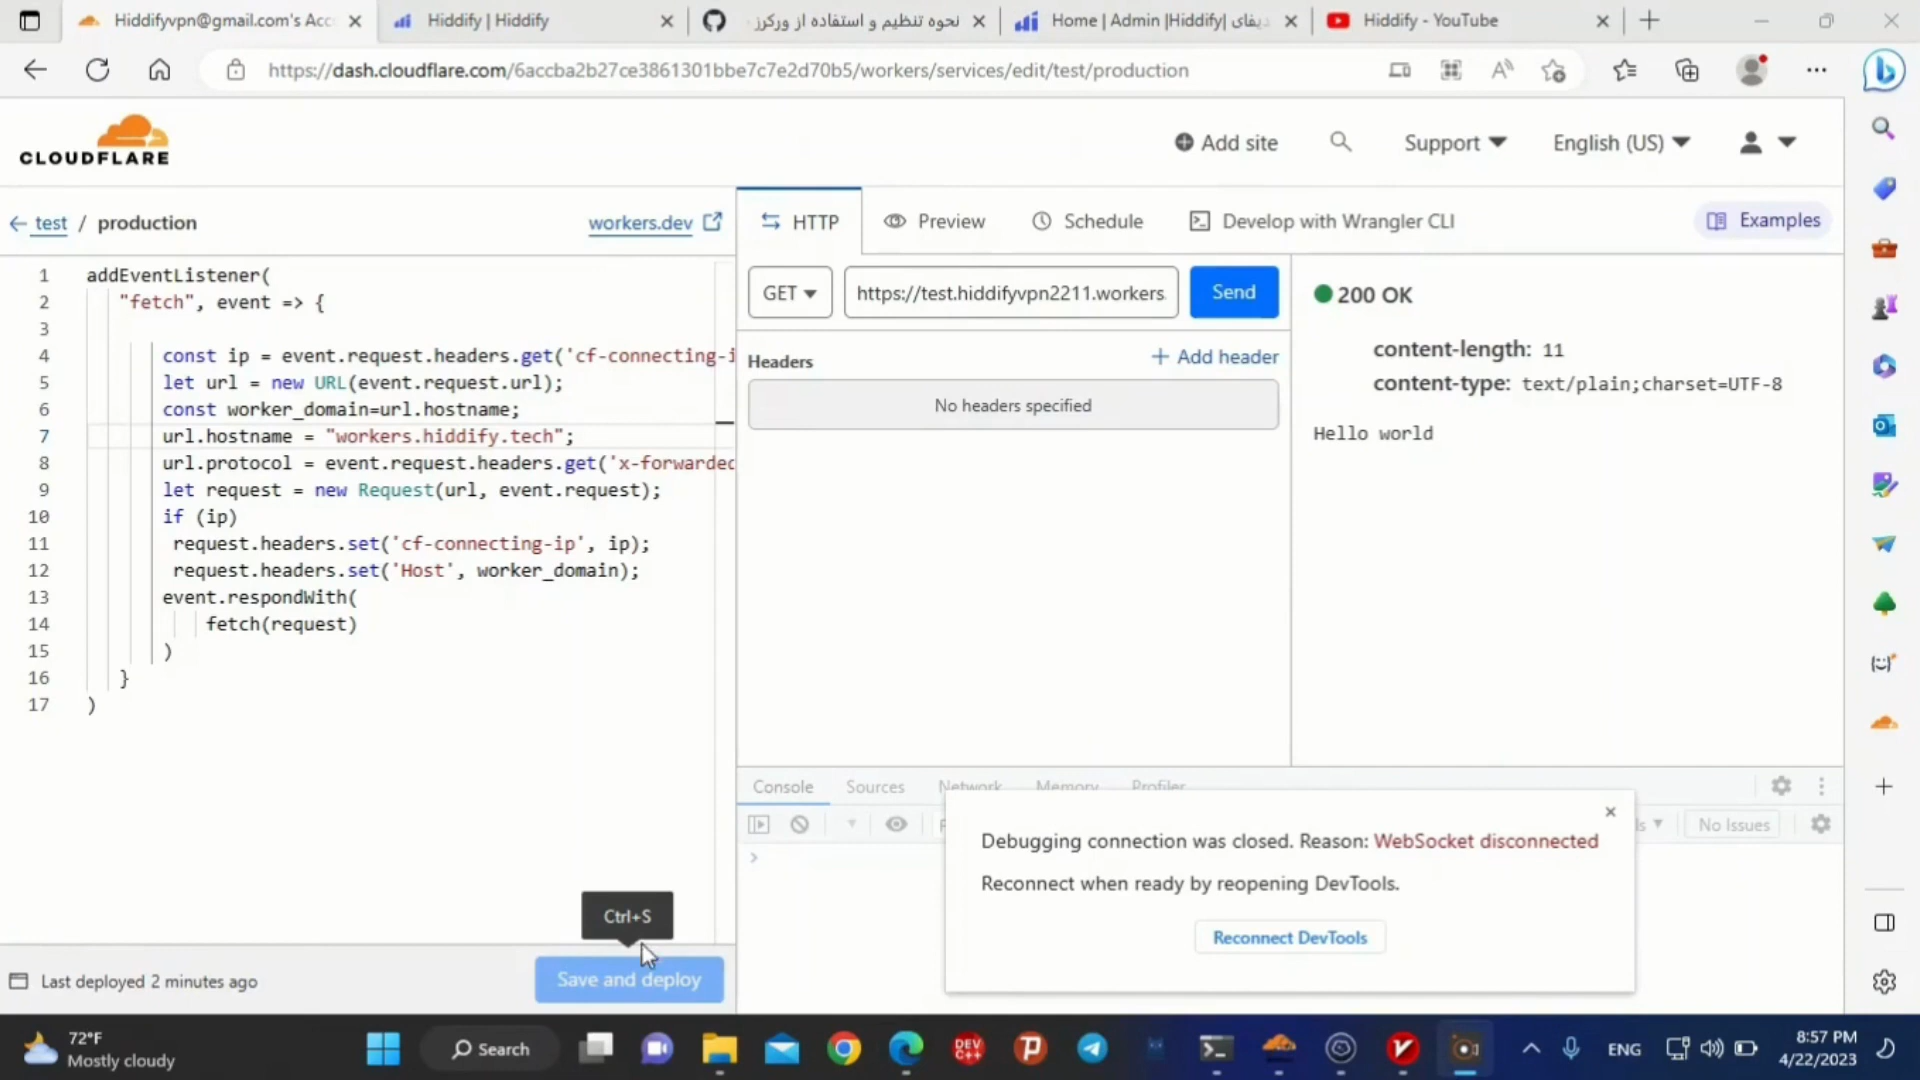 Hiddifyvpn@gmail.com's Acc
Hiddify | Hiddify
نحوه تنظیم و استفاده از ورکرز
Home | Admin |Hiddify| دیفای
Hiddify - YouTube
https://dash.cloudflare.com/6accba2b27ce3861301bbe7c7e2d70b5/workers/services/edit/test/production
CLOUDFLARE
Add site
Support
English (US)
test / production
workers.dev
HTTP
Preview
Schedule
Develop with Wrangler CLI
Examples
1 addEventListener(
2 "fetch", event => {
3
4 const ip = event.request.headers.get('cf-connecting-i
5 let url = new URL(event.request.url);
6 const worker_domain=url.hostname;
7 url.hostname = "workers.hiddify.tech";
8 url.protocol = event.request.headers.get('x-forwarded
9 let request = new Request(url, event.request);
10 if (ip)
11 request.headers.set('cf-connecting-ip', ip);
12 request.headers.set('Host', worker_domain);
13 event.respondWith(
14 fetch(request)
15 )
16 }
17 )
GET
https://test.hiddifyvpn2211.workers.
Send
Headers
+ Add header
No headers specified
200 OK
content-length: 11
content-type: text/plain;charset=UTF-8
Hello world
Console
Sources
Network
Memory
Profiler
No Issues
Debugging connection was closed. Reason: WebSocket disconnected
Reconnect when ready by reopening DevTools.
Reconnect DevTools
Ctrl+S
Last deployed 2 minutes ago
Save and deploy
72°F
Mostly cloudy
Search
DEV
C++
ENG
8:57 PM
4/22/2023